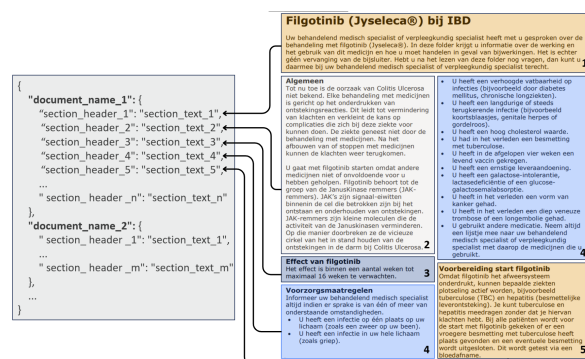 {
"document_name_1": {
"section_header_1": "section_text_1",
"section_header_2": "section_text_2",
"section_header_3": "section_text_3",
"section_header_4": "section_text_4",
"section_header_5": "section_text_5",
...
" section_ header _n": "section_text_n"
},
"document_name_2": {
" section_ header _1": "section_text_1",
...
" section_ header _m": "section_text_m"
},
...
}
Filgotinib (Jyseleca®) bij IBD
Uw behandelend medisch specialist of verpleegkundig specialist heeft met u gesproken over de
behandeling met filgotinib (Jyseleca®). In deze folder krijgt u informatie over de werking en
het gebruik van dit medicijn en hoe u moet handelen in geval van bijwerkingen. Het is echter
géén vervanging van de bijsluiter. Hebt u na het lezen van deze folder nog vragen, dan kunt u
daarmee bij uw behandelend medisch specialist of verpleegkundig specialist terecht.
1
Algemeen
Tot nu toe is de oorzaak van Colitis Ulcerosa
niet bekend. Elke behandeling met medicijnen
is gericht op het onderdrukken van
ontstekingsreacties. Dit leidt tot vermindering
van klachten en verkleint de kans op
complicaties die zich bij deze ziekte voor
kunnen doen. De ziekte geneest niet door de
behandeling met medicijnen. Na het
afbouwen van of stoppen met medicijnen
kunnen de klachten weer terugkomen.
U gaat met filgotinib starten omdat andere
medicijnen niet of onvoldoende voor u
hebben geholpen. Filgotinib behoort tot de
groep van de JanusKinase remmers (JAK-
remmers). JAK's zijn signaal-eiwitten
binnenin de cel die betrokken zijn bij het
ontstaan en onderhouden van ontstekingen.
JAK-remmers zijn kleine moleculen die de
activiteit van de Januskinasen verminderen.
Op die manier doorbreken ze de vicieuze
cirkel van het in stand houden van de
ontstekingen in de darm bij Colitis Ulcerosa. 2
Effect van filgotinib
Het effect is binnen een aantal weken tot
maximaal 16 weken te verwachten. 3
Voorzorgsmaatregelen
Informeer uw behandelend medisch specialist
altijd indien er sprake is van één of meer van
onderstaande omstandigheden.
• U heeft een infectie op één plaats op uw
lichaam (zoals een zweer op uw been).
• U heeft een infectie in uw hele lichaam
(zoals griep).
4
• U heeft een verhoogde vatbaarheid op
infecties (bijvoorbeeld door diabetes
mellitus, chronische longziekten).
• U heeft een langdurige of steeds
terugkerende infectie (bijvoorbeeld
koortsblaasjes, genitale herpes of
gordelroos).
• U heeft een hoog cholesterol waarde.
• U had in het verleden een besmetting
met tuberculose.
• U heeft in de afgelopen vier weken een
levend vaccin gekregen.
• U heeft een ernstige leveraandoening.
• U heeft een galactose-intolerantie,
lactasedeficiëntie of een glucose-
galactosemalabsorptie.
• U heeft in het verleden een vorm van
kanker gehad.
• U heeft in het verleden een diep veneuze
trombose of een longembolie gehad.
• U gebruikt andere medicatie. Neem altijd
een lijstje mee naar uw behandelend
medisch specialist of verpleegkundig
specialist met daarop de medicijnen die u
gebruikt. 4
Voorbereiding start filgotinib
Omdat filgotinib het afweersysteem
onderdrukt, kunnen bepaalde ziekten
plotseling actief worden, bijvoorbeeld
tuberculose (TBC) en hepatitis (besmettelijke
leverontsteking). Je kunt tuberculose en
hepatitis meedragen zonder dat je hiervan
klachten hebt. Bij alle patiënten wordt voor
de start met filgotinib gekeken of er een
vroegere besmetting met tuberculose heeft
plaats gevonden en een eventuele besmetting
wordt uitgesloten. Dit wordt getest via een
bloedafname. 5